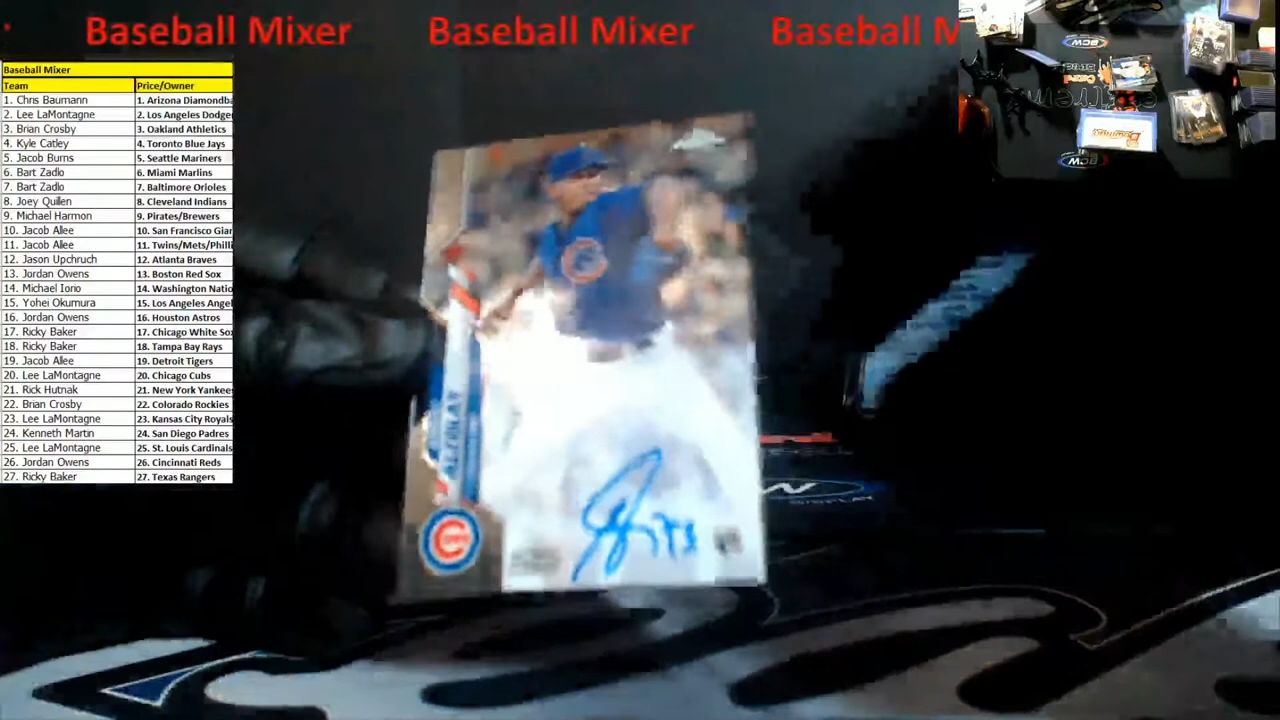 Baseball Mixer Baseball Mixer Baseball M
Baseball Mixer
Team Price/Owner
1. Chris Baumann 1. Arizona Diamondba
2. Lee LaMontagne 2. Los Angeles Dodge
3. Brian Crosby 3. Oakland Athletics
4. Kyle Catley 4. Toronto Blue Jays
5. Jacob Burns 5. Seattle Mariners
6. Bart Zadlo 6. Miami Marlins
7. Bart Zadlo 7. Baltimore Orioles
8. Joey Quillen 8. Cleveland Indians
9. Michael Harmon 9. Pirates/Brewers
10. Jacob Allee 10. San Francisco Gian
11. Jacob Allee 11. Twins/Mets/Philli
12. Jason Upchruch 12. Atlanta Braves
13. Jordan Owens 13. Boston Red Sox
14. Michael Iorio 14. Washington Natio
15. Yohei Okumura 15. Los Angeles Angel
16. Jordan Owens 16. Houston Astros
17. Ricky Baker 17. Chicago White Sox
18. Ricky Baker 18. Tampa Bay Rays
19. Jacob Allee 19. Detroit Tigers
20. Lee LaMontagne 20. Chicago Cubs
21. Rick Hutnak 21. New York Yankee
22. Brian Crosby 22. Colorado Rockies
23. Lee LaMontagne 23. Kansas City Royals
24. Kenneth Martin 24. San Diego Padres
25. Lee LaMontagne 25. St. Louis Cardinals
26. Jordan Owens 26. Cincinnati Reds
27. Ricky Baker 27. Texas Rangers
BCW
BCW
ALZOLAY
DISPLAY